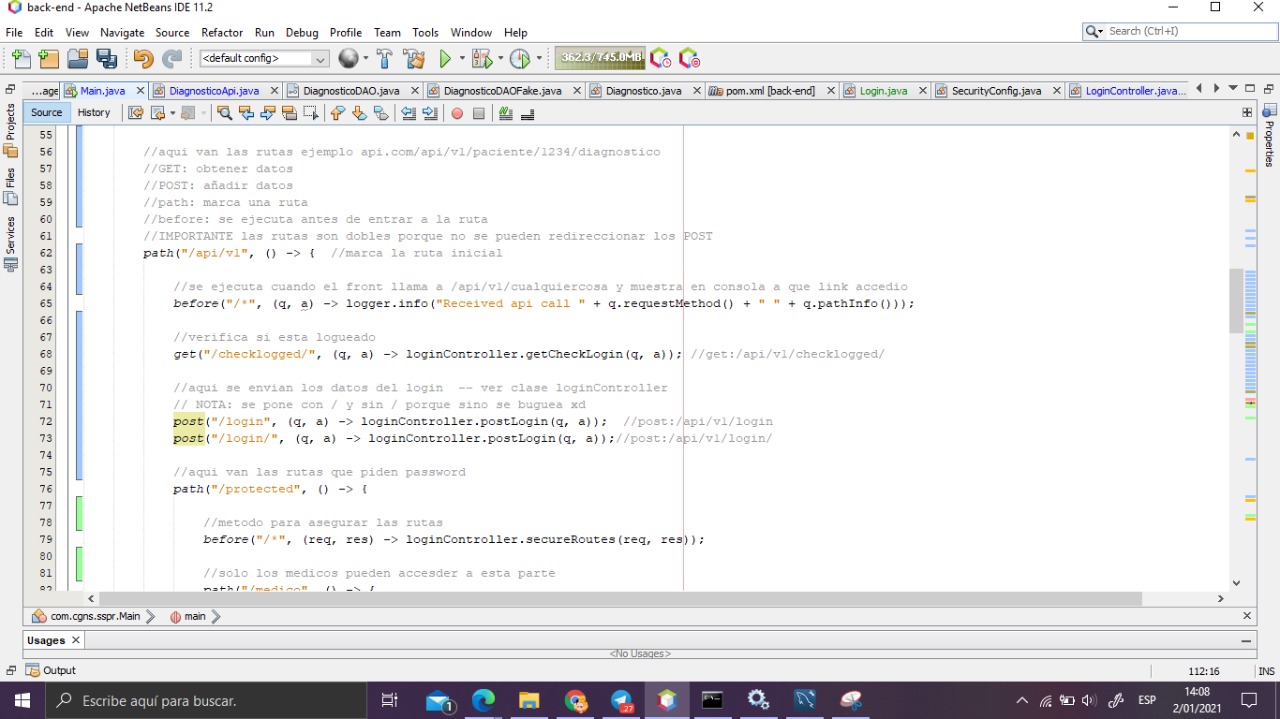 back-end - Apache NetBeans IDE 11.2
File Edit View Navigate Source Refactor Run Debug Profile Team Tools Window Help
Search (Ctrl+I)
<default config>
362.3/745.0MB
...age Main.java DiagnosticoApi.java DiagnosticoDAO.java DiagnosticoDAOFake.java Diagnostico.java pom.xml [back-end] Login.java SecurityConfig.java LoginController.java...
Source History
Projects
Files
Services
Properties
55
56 //aqui van las rutas ejemplo api.com/api/v1/paciente/1234/diagnostico
57 //GET: obtener datos
58 //POST: añadir datos
59 //path: marca una ruta
60 //before: se ejecuta antes de entrar a la ruta
61 //IMPORTANTE las rutas son dobles porque no se pueden redireccionar los POST
62 path("/api/v1", () -> { //marca la ruta inicial
63
64 //se ejecuta cuando el front llama a /api/v1/cualquiercosa y muestra en consola a que link accedio
65 before("/*", (q, a) -> logger.info("Received api call " + q.requestMethod() + " " + q.pathInfo()));
66
67 //verifica si esta logueado
68 get("/checklogged/", (q, a) -> loginController.getCheckLogin(q, a)); //get:/api/v1/checklogged/
69
70 //aqui se envian los datos del login -- ver clase loginController
71 // NOTA: se pone con / y sin / porque sino se buguea xd
72 post("/login", (q, a) -> loginController.postLogin(q, a)); //post:/api/v1/login
73 post("/login/", (q, a) -> loginController.postLogin(q, a));//post:/api/v1/login/
74
75 //aqui van las rutas que piden password
76 path("/protected", () -> {
77
78 //metodo para asegurar las rutas
79 before("/*", (req, res) -> loginController.secureRoutes(req, res));
80
81 //solo los medicos pueden accesder a esta parte
82 path("/medico", () -> {
com.cgns.sspr.Main main
Usages
<No Usages>
Output
112:16 INS
Escribe aquí para buscar.
1
27
ESP
14:08
2/01/2021